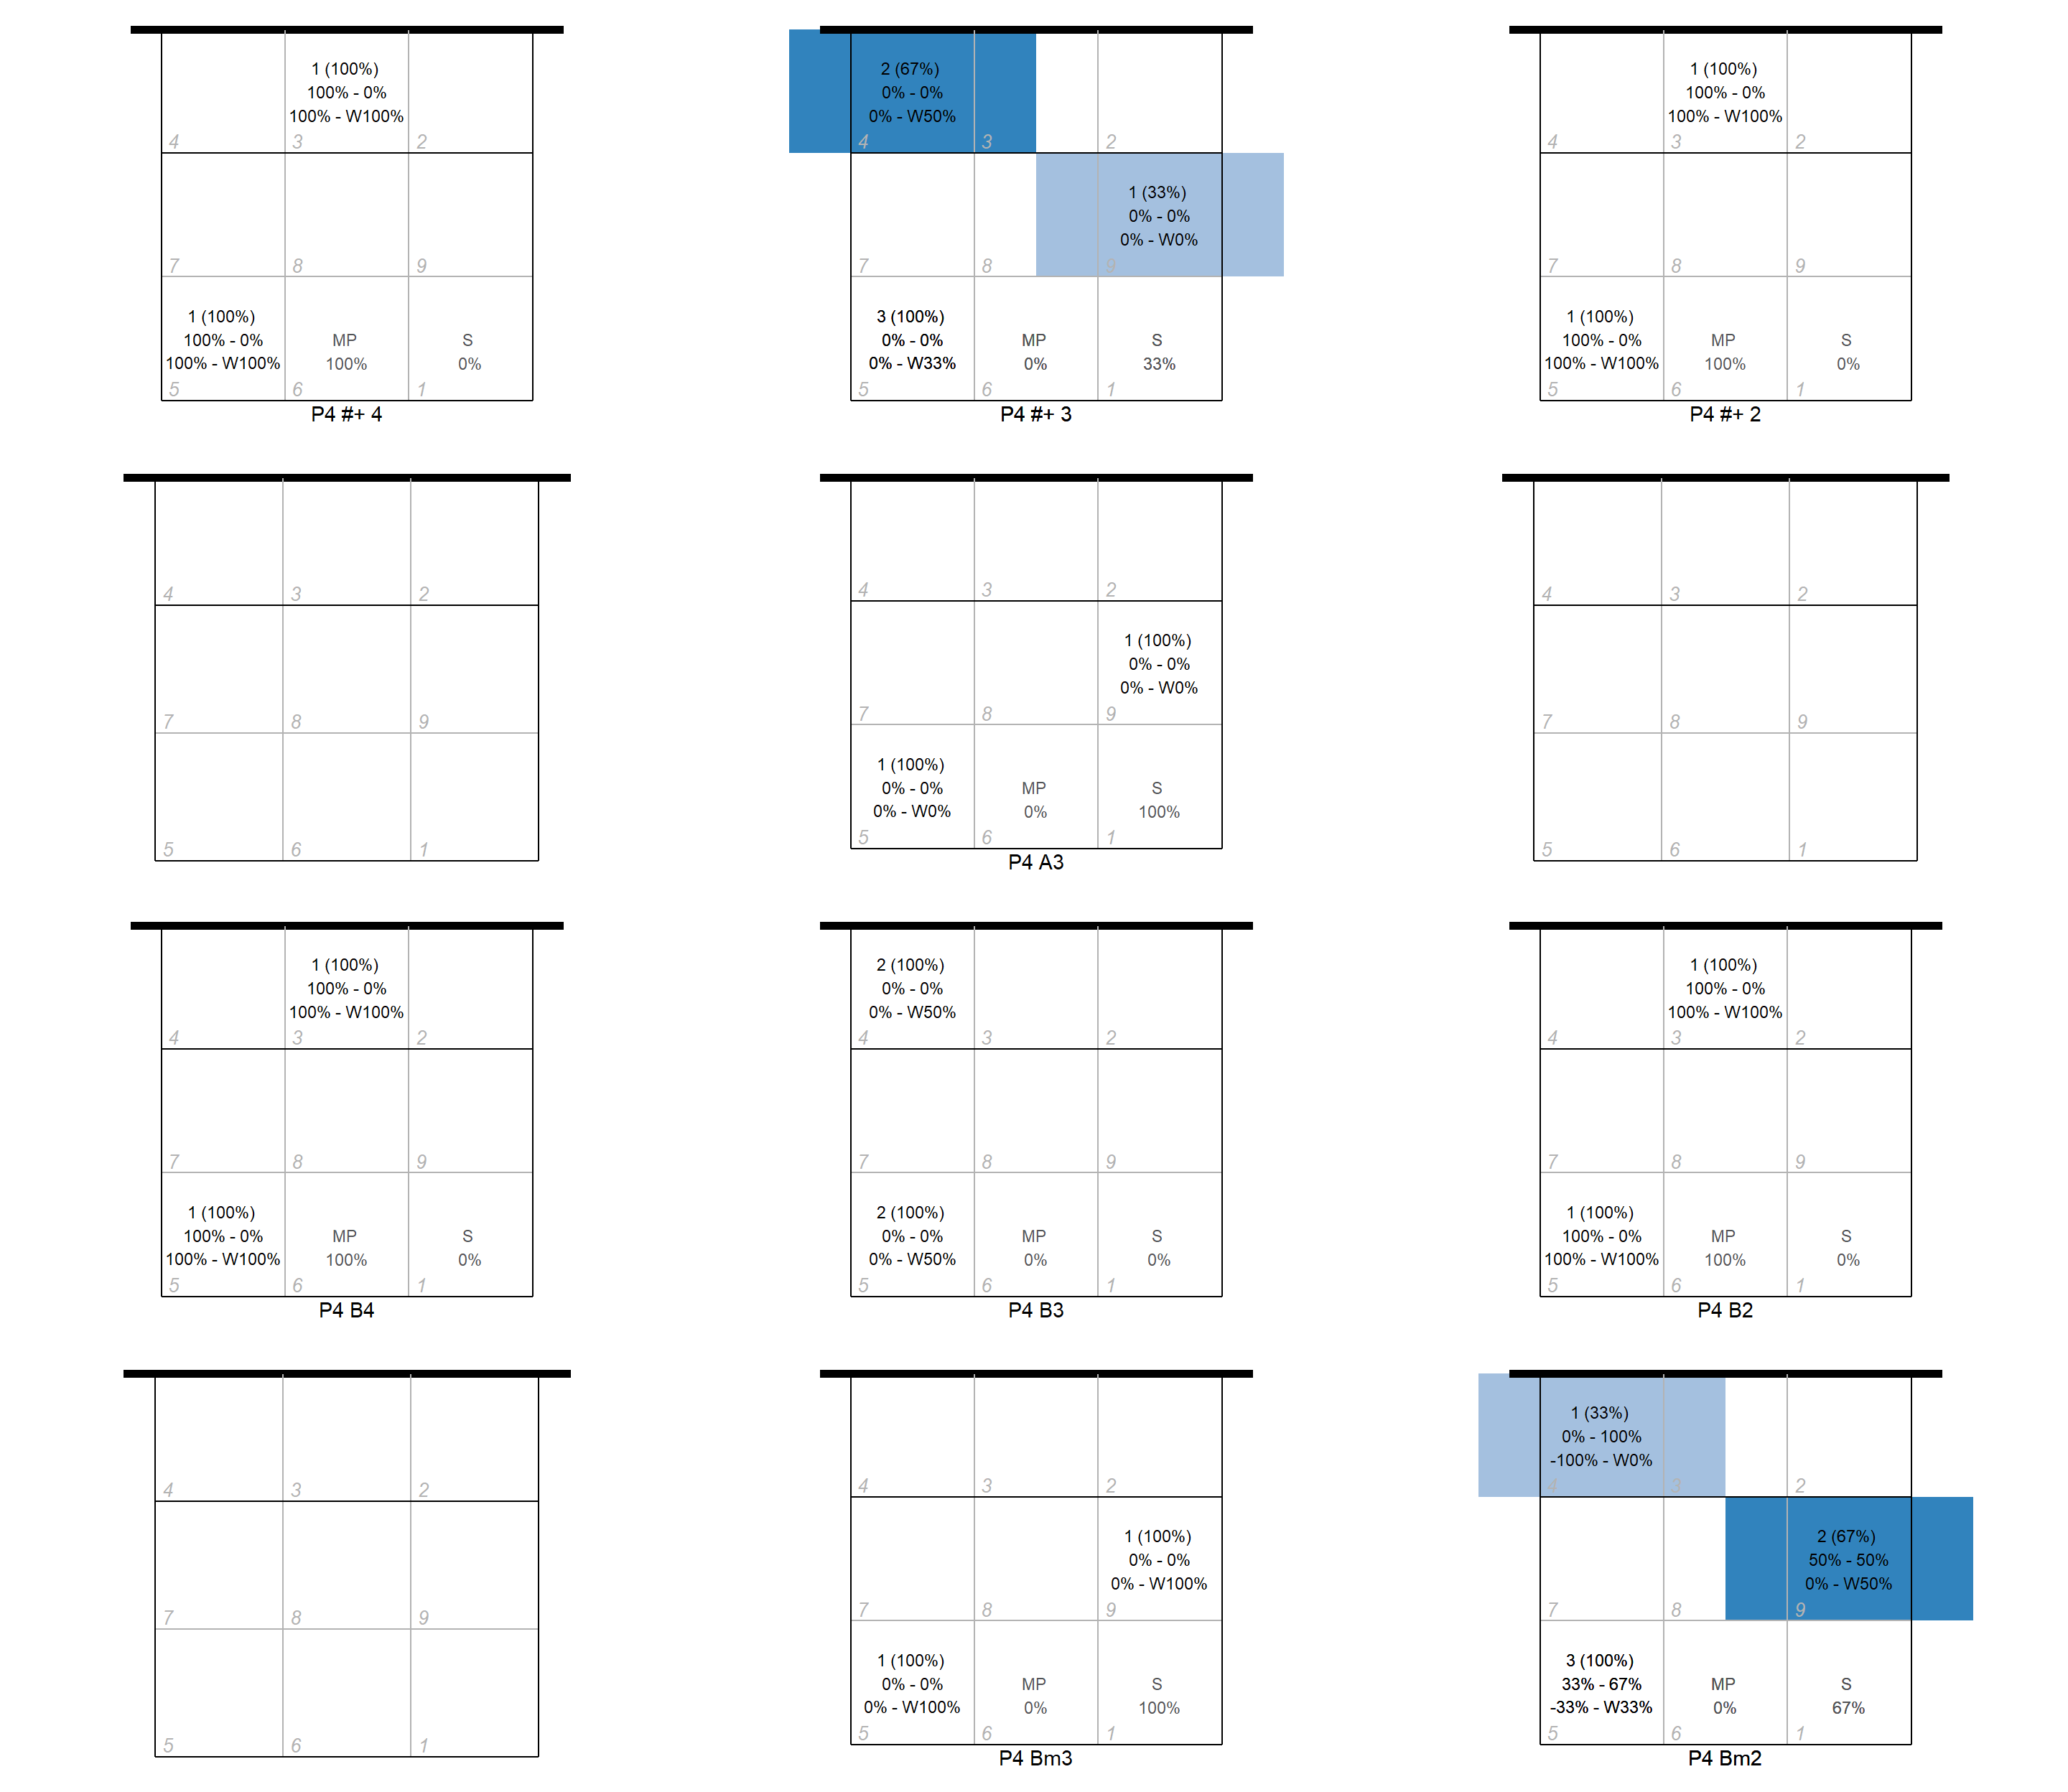 1 (100%)
100% - 0%
100% - W100%
4 3 2
7 8 9
1 (100%)
100% - 0%
100% - W100%
MP
100%
S
0%
5 6 1
P4 #+ 4
2 (67%)
0% - 0%
0% - W50%
4 3 2
1 (33%)
0% - 0%
0% - W0%
7 8 9
3 (100%)
0% - 0%
0% - W33%
MP
0%
S
33%
5 6 1
P4 #+ 3
1 (100%)
100% - 0%
100% - W100%
4 3 2
7 8 9
1 (100%)
100% - 0%
100% - W100%
MP
100%
S
0%
5 6 1
P4 #+ 2
4 3 2
7 8 9
5 6 1
4 3 2
1 (100%)
0% - 0%
0% - W0%
7 8 9
1 (100%)
0% - 0%
0% - W0%
MP
0%
S
100%
5 6 1
P4 A3
4 3 2
7 8 9
5 6 1
1 (100%)
100% - 0%
100% - W100%
4 3 2
7 8 9
1 (100%)
100% - 0%
100% - W100%
MP
100%
S
0%
5 6 1
P4 B4
2 (100%)
0% - 0%
0% - W50%
4 3 2
7 8 9
2 (100%)
0% - 0%
0% - W50%
MP
0%
S
0%
5 6 1
P4 B3
1 (100%)
100% - 0%
100% - W100%
4 3 2
7 8 9
1 (100%)
100% - 0%
100% - W100%
MP
100%
S
0%
5 6 1
P4 B2
4 3 2
7 8 9
5 6 1
4 3 2
1 (100%)
0% - 0%
0% - W100%
7 8 9
1 (100%)
0% - 0%
0% - W100%
MP
0%
S
100%
5 6 1
P4 Bm3
1 (33%)
0% - 100%
-100% - W0%
4 3 2
2 (67%)
50% - 50%
0% - W50%
7 8 9
3 (100%)
33% - 67%
-33% - W33%
MP
0%
S
67%
5 6 1
P4 Bm2